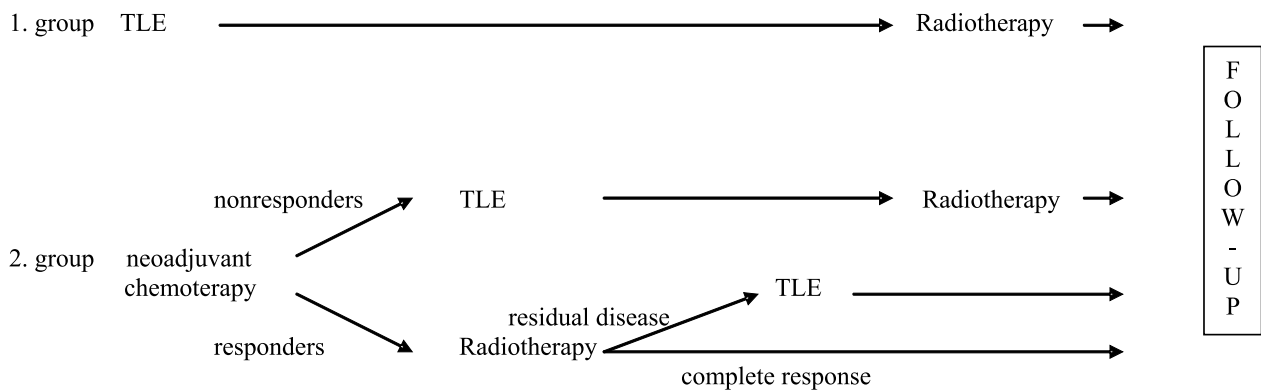 1. group TLE Radiotherapy
nonresponders TLE Radiotherapy
2. group neoadjuvant
chemoterapy
TLE
residual disease
responders Radiotherapy
complete response
F
O
L
L
O
W
-
U
P